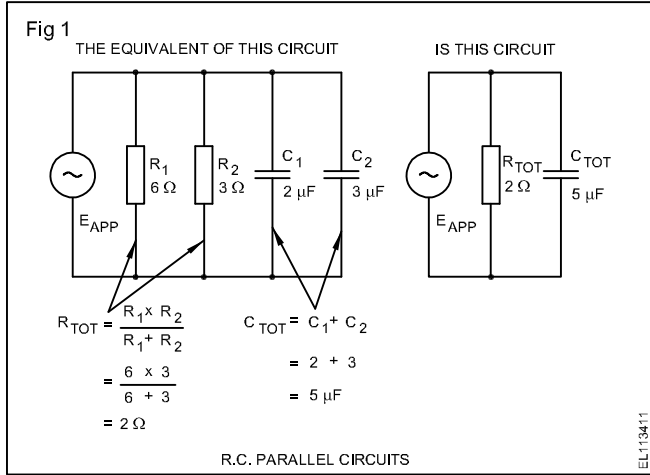 Fig 1
THE EQUIVALENT OF THIS CIRCUIT
IS THIS CIRCUIT
R1
6 Ω
R2
3 Ω
C1
2 µF
C2
3 µF
EAPP
RTOT
2 Ω
CTOT
5 µF
EAPP
RTOT = R1 x R2
R1 + R2
= 6 x 3
6 + 3
= 2 Ω
CTOT = C1 + C2
= 2 + 3
= 5 µF
R.C. PARALLEL CIRCUITS
EL113411